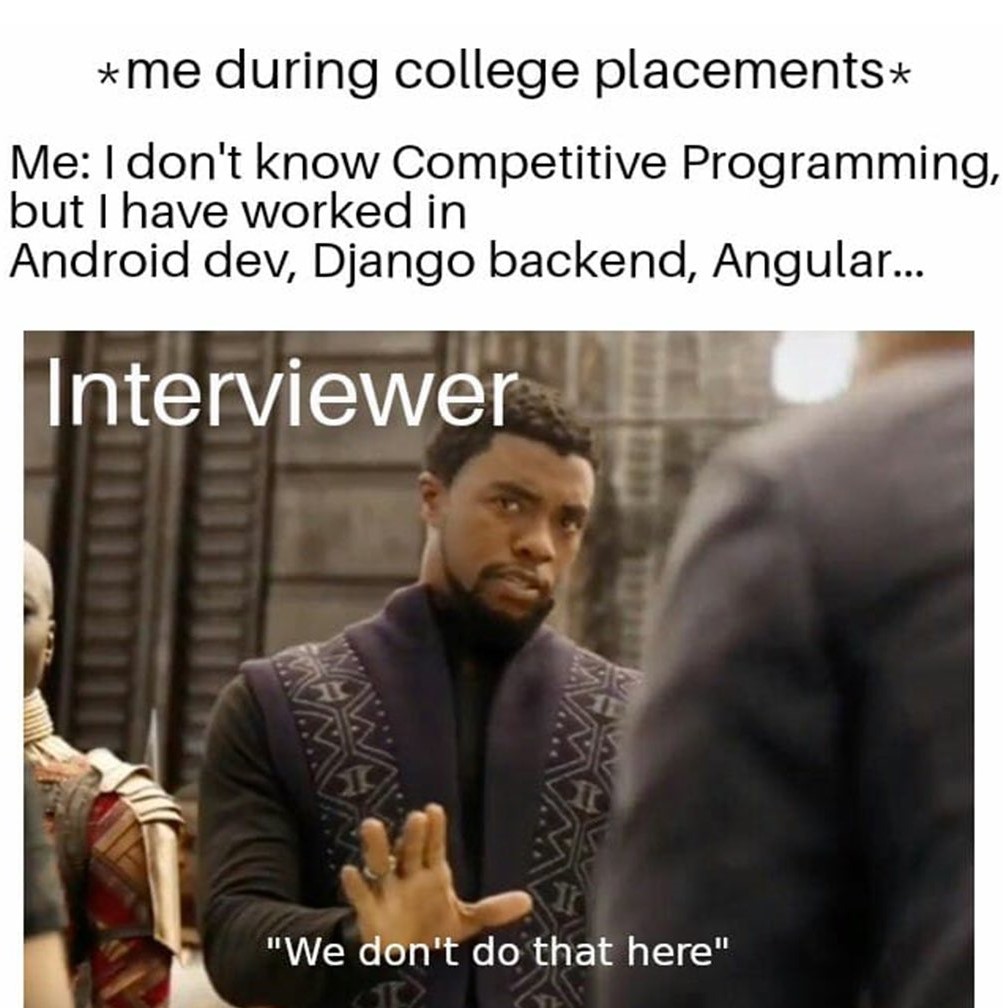 *me during college placements*
Me: I don't know Competitive Programming,
but I have worked in
Android dev, Django backend, Angular...
Interviewer
"We don't do that here"